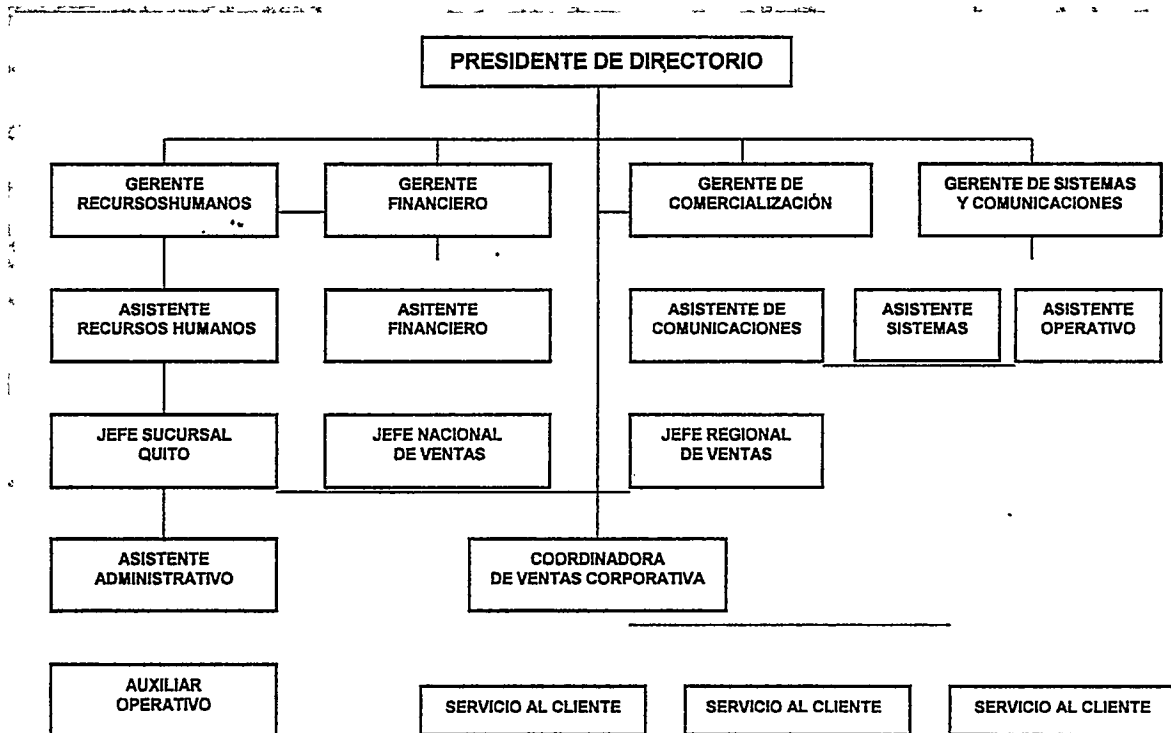 PRESIDENTE DE DIRECTORIO
GERENTE
RECURSOSHUMANOS
GERENTE
FINANCIERO
GERENTE DE
COMERCIALIZACIÓN
GERENTE DE SISTEMAS
Y COMUNICACIONES
ASISTENTE
RECURSOS HUMANOS
ASITENTE
FINANCIERO
ASISTENTE DE
COMUNICACIONES
ASISTENTE
SISTEMAS
ASISTENTE
OPERATIVO
JEFE SUCURSAL
QUITO
JEFE NACIONAL
DE VENTAS
JEFE REGIONAL
DE VENTAS
ASISTENTE
ADMINISTRATIVO
COORDINADORA
DE VENTAS CORPORATIVA
AUXILIAR
OPERATIVO
SERVICIO AL CLIENTE
SERVICIO AL CLIENTE
SERVICIO AL CLIENTE